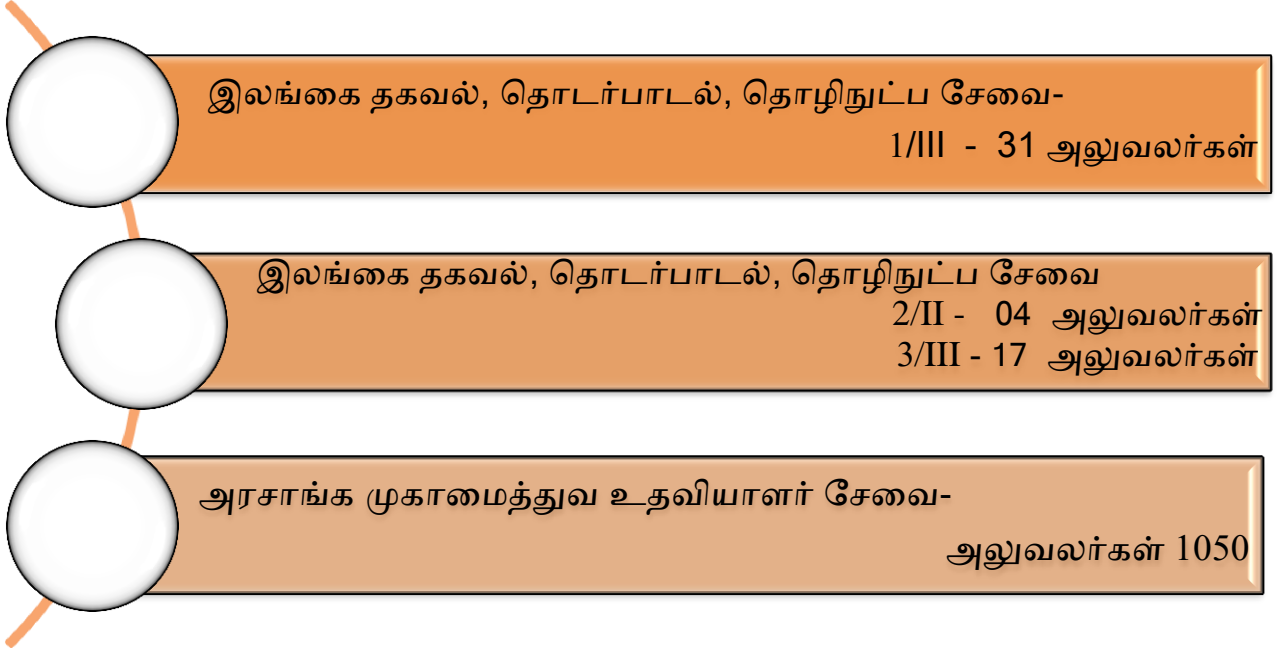 இலங்கை தகவல், தொடர்பாடல், தொழிநுட்ப சேவை-
1/III - 31 அலுவலர்கள்
இலங்கை தகவல், தொடர்பாடல், தொழிநுட்ப சேவை
2/II - 04 அலுவலர்கள்
3/III - 17 அலுவலர்கள்
அரசாங்க முகாமைத்துவ உதவியாளர் சேவை-
அலுவலர்கள் 1050